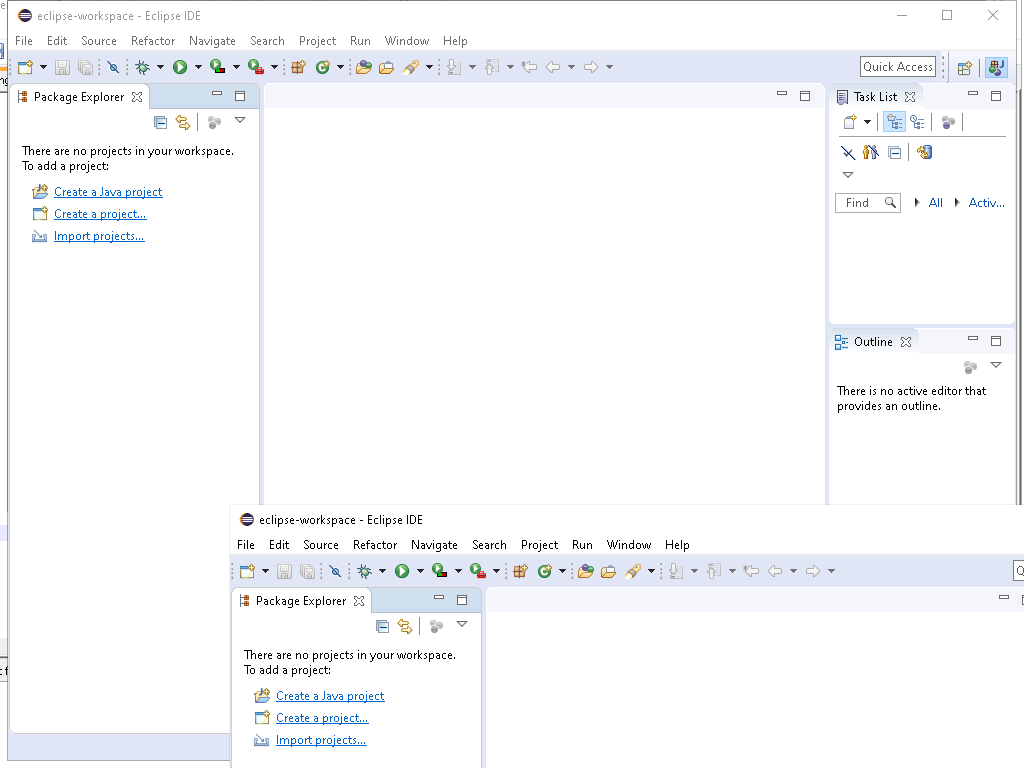 eclipse-workspace - Eclipse IDE
File Edit Source Refactor Navigate Search Project Run Window Help
Quick Access
Package Explorer
Task List
There are no projects in your workspace.
To add a project:
Create a Java project
Create a project...
Import projects...
Find All Activ...
Outline
There is no active editor that
provides an outline.
eclipse-workspace - Eclipse IDE
File Edit Source Refactor Navigate Search Project Run Window Help
Package Explorer
There are no projects in your workspace.
To add a project:
Create a Java project
Create a project...
Import projects...